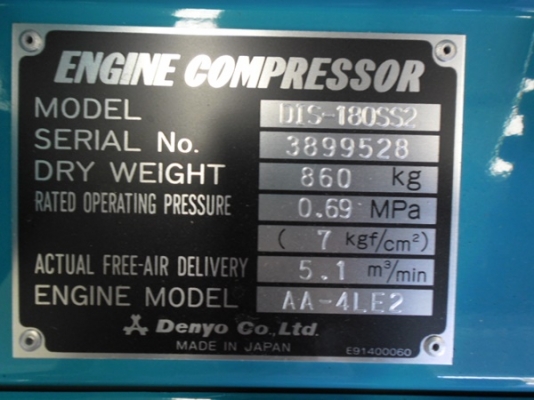 ENGINE COMPRESSOR
MODEL DIS-180SS2
SERIAL No. 3899528
DRY WEIGHT 860 kg
RATED OPERATING PRESSURE 0.69 MPa
( 7 kgf/cm²)
ACTUAL FREE-AIR DELIVERY 5.1 m³/min
ENGINE MODEL AA-4LE2
Denyo Co.,Ltd.
MADE IN JAPAN E91400060